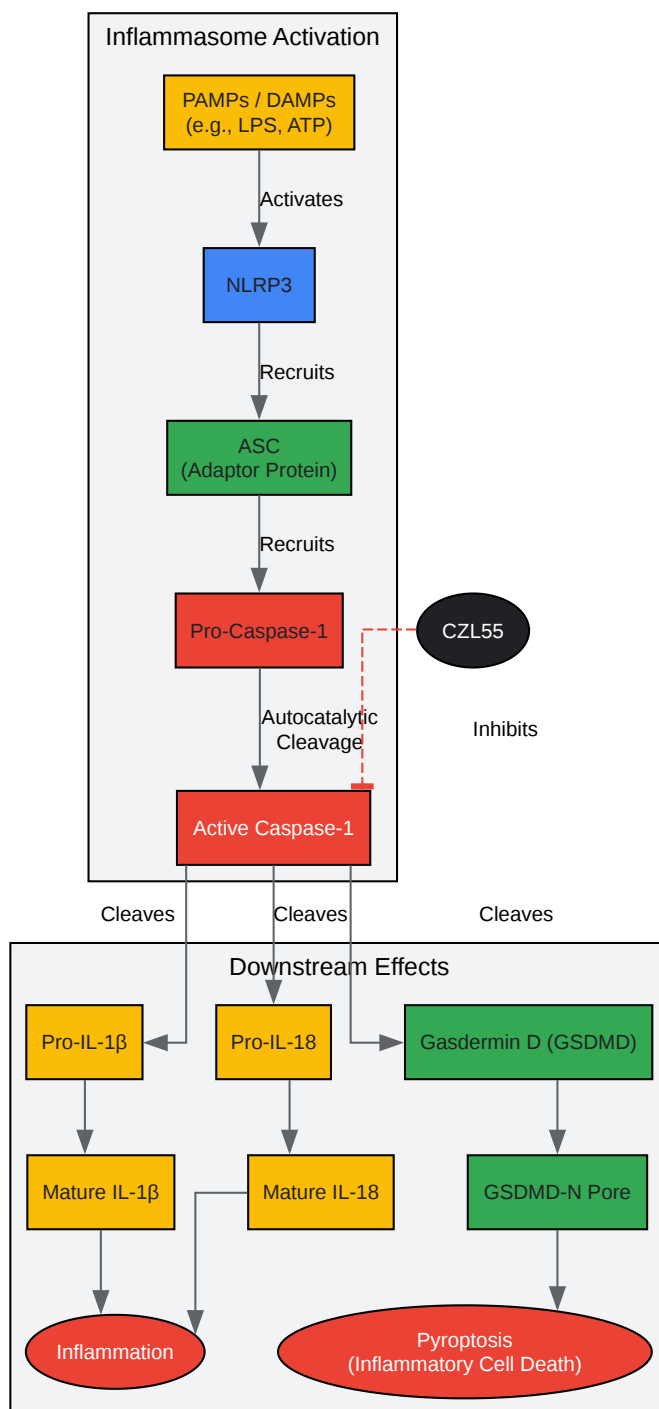 Inflammasome Activation
PAMPs / DAMPs
(e.g., LPS, ATP)
Activates
NLRP3
Recruits
ASC
(Adaptor Protein)
Recruits
Pro-Caspase-1
CZL55
Autocatalytic
Cleavage
Inhibits
Active Caspase-1
Cleaves
Cleaves
Cleaves
Downstream Effects
Pro-IL-1β
Pro-IL-18
Gasdermin D (GSDMD)
Mature IL-1β
Mature IL-18
GSDMD-N Pore
Inflammation
Pyroptosis
(Inflammatory Cell Death)